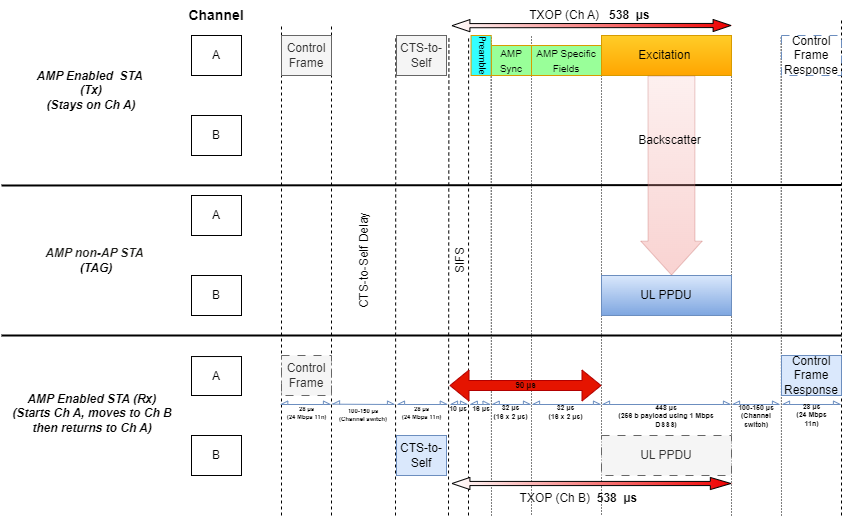 Channel
TXOP (Ch A) 538 µs
AMP Enabled STA
(Tx)
(Stays on Ch A)
A
Control
Frame
CTS-to-
Self
Preamble
AMP
Sync
AMP Specific
Fields
Excitation
Control
Frame
Response
B
Backscatter
AMP non-AP STA
(TAG)
A
B
CTS-to-Self Delay
SIFS
UL PPDU
AMP Enabled STA (Rx)
(Starts Ch A, moves to Ch B
then returns to Ch A)
A
Control
Frame
90 µs
Control
Frame
Response
28 µs
(24 Mbps 11n)
100-150 µs
(Channel switch)
28 µs
(24 Mbps 11n)
10 µs
16 µs
32 µs
(16 x 2 µs)
32 µs
(16 x 2 µs)
448 µs
(256 b payload using 1 Mbps
100-150 µs
(Channel
switch)
28 µs
(24 Mbps
11n)
B
CTS-to-
Self
UL PPDU
TXOP (Ch B) 538 µs